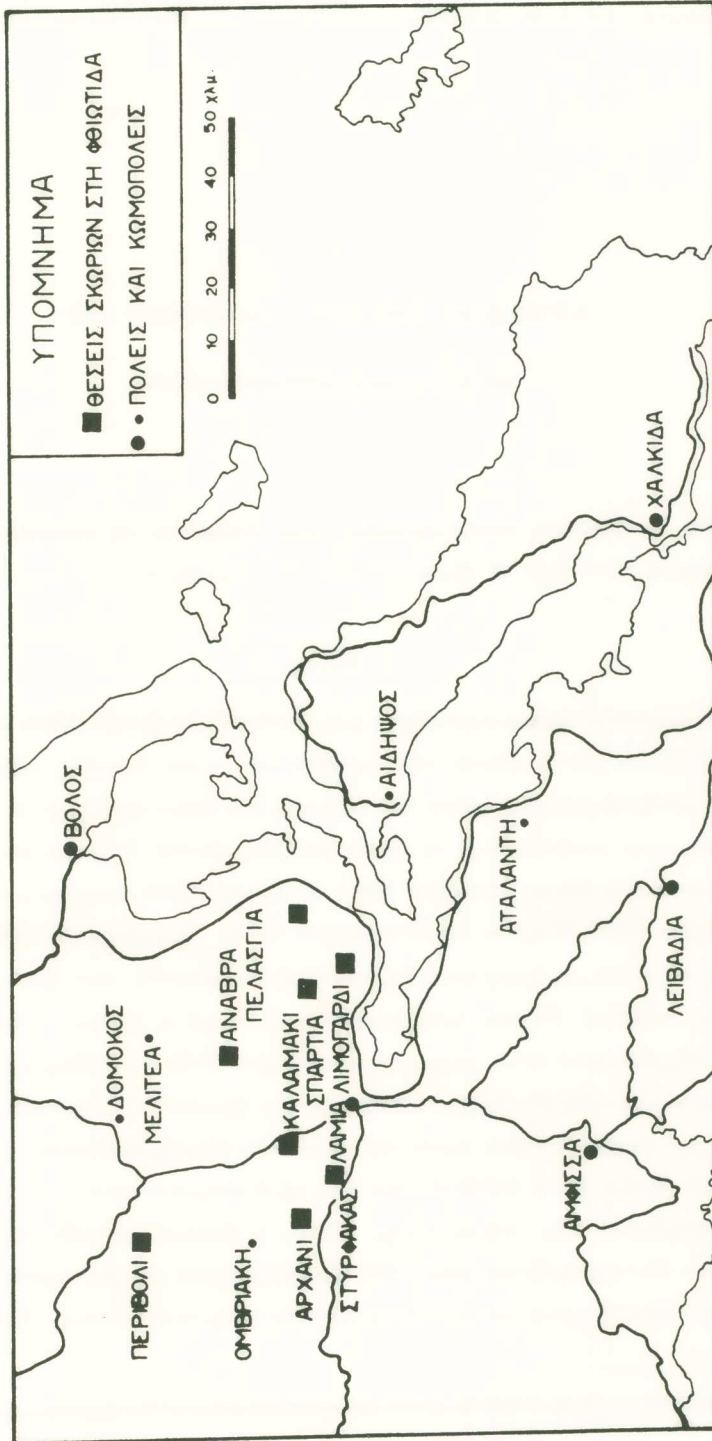 ΥΠΟΜΝΗΜΑ
ΘΕΣΕΙΣ ΣΚΩΡΙΩΝ ΣΤΗ ΦΘΙΩΤΙΔΑ
ΠΟΛΕΙΣ ΚΑΙ ΚΩΜΟΠΟΛΕΙΣ
0 10 20 30 40 50 χλμ.
ΒΟΛΟΣ
ΔΟΜΟΚΟΣ
ΜΕΛΙΤΕΑ
ΠΕΡΙΒΟΛΙ
ΑΝΑΒΡΑ
ΠΕΛΑΣΓΙΑ
ΟΜΒΡΙΑΚΗ
ΚΑΛΑΜΑΚΙ
ΣΠΑΡΤΙΑ
ΑΡΧΑΝΙ
ΛΑΜΙΑ
ΛΙΜΟΓΑΡΔΙ
ΣΤΥΡΦΑΚΑΣ
ΑΙΔΗΨΟΣ
ΑΤΑΛΑΝΤΗ
ΑΜΦΙΣΣΑ
ΛΕΙΒΑΔΙΑ
ΧΑΛΚΙΔΑ